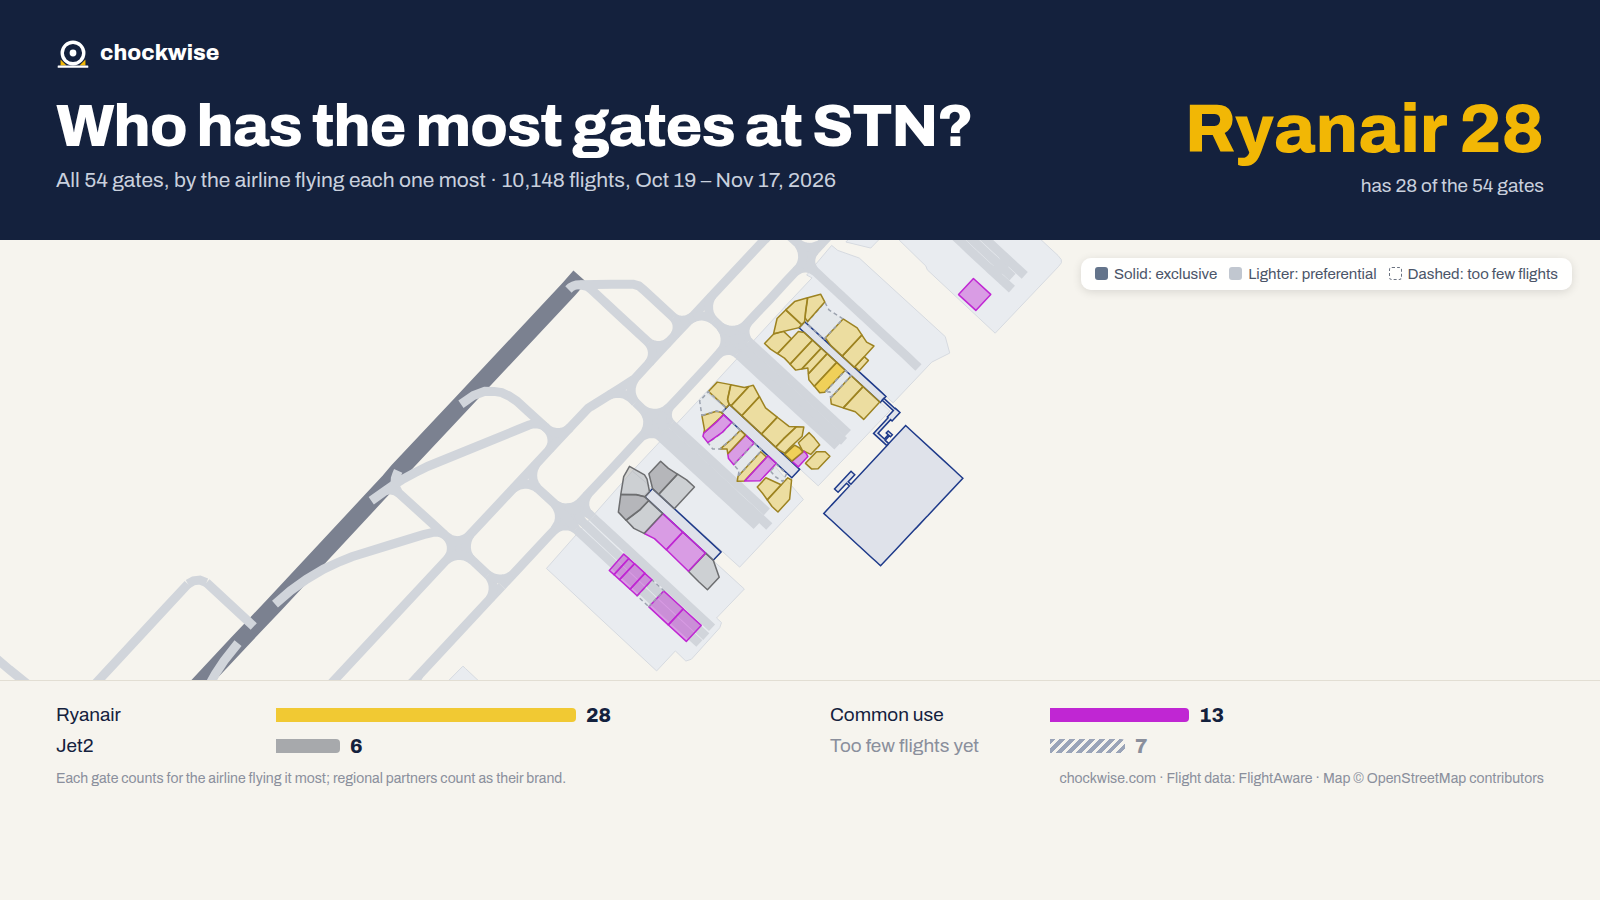 chockwise
Who has the most gates at STN?
All 54 gates, by the airline flying each one most · 10,148 flights, Oct 19 – Nov 17, 2026
Ryanair 28
has 28 of the 54 gates
Solid: exclusive Lighter: preferential Dashed: too few flights
Ryanair 28
Jet2 6
Common use 13
Too few flights yet 7
Each gate counts for the airline flying it most; regional partners count as their brand.
chockwise.com · Flight data: FlightAware · Map © OpenStreetMap contributors